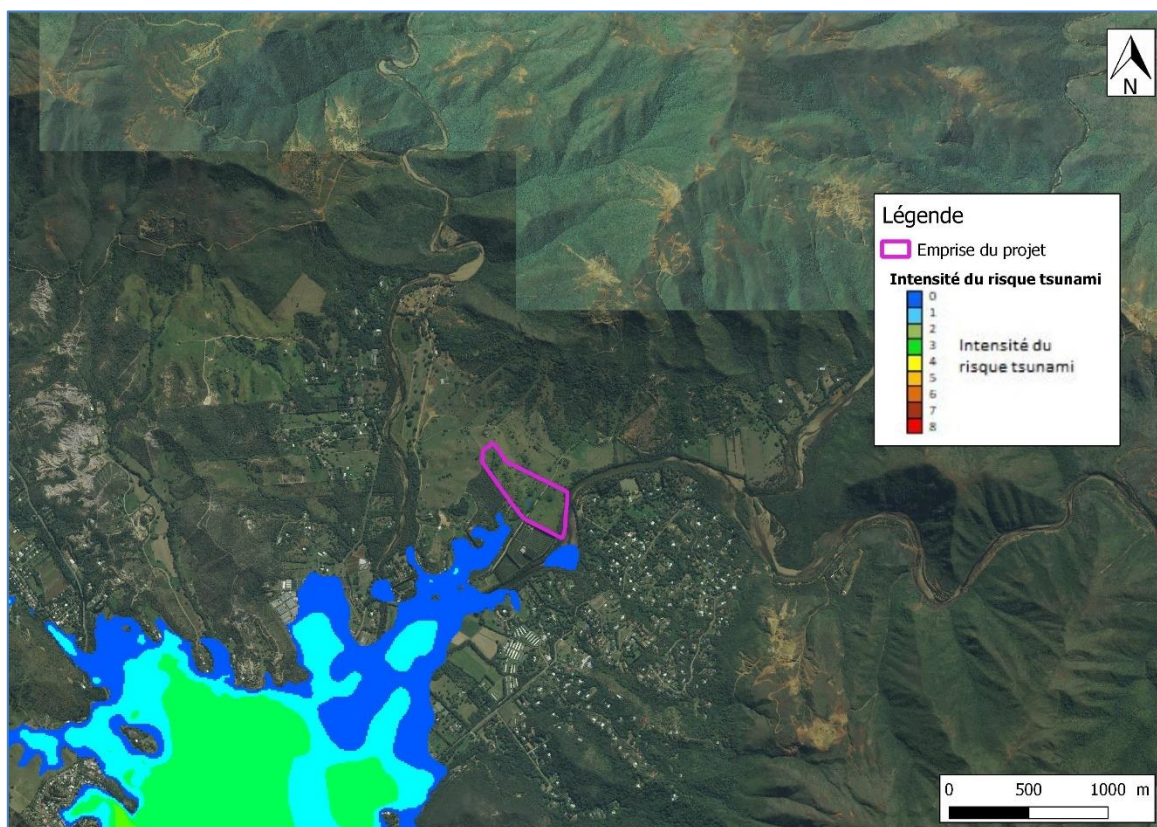 N
Légende
Emprise du projet
Intensité du risque tsunami
0
1
2
3
4
5
6
7
8
Intensité du
risque tsunami
0 500 1000 m